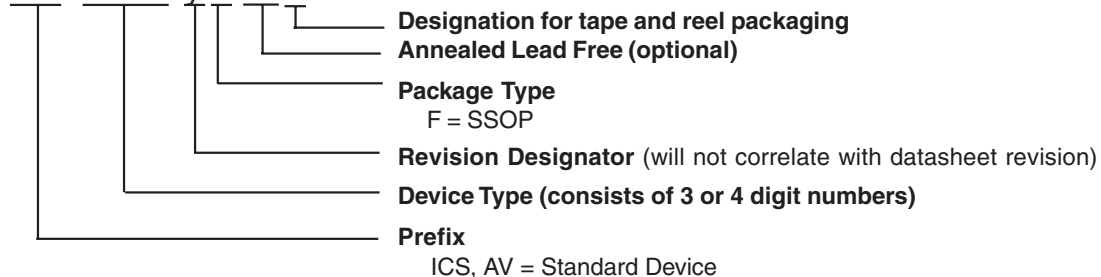 Designation for tape and reel packaging
Annealed Lead Free (optional)
Package Type
F = SSOP
Revision Designator (will not correlate with datasheet revision)
Device Type (consists of 3 or 4 digit numbers)
Prefix
ICS, AV = Standard Device